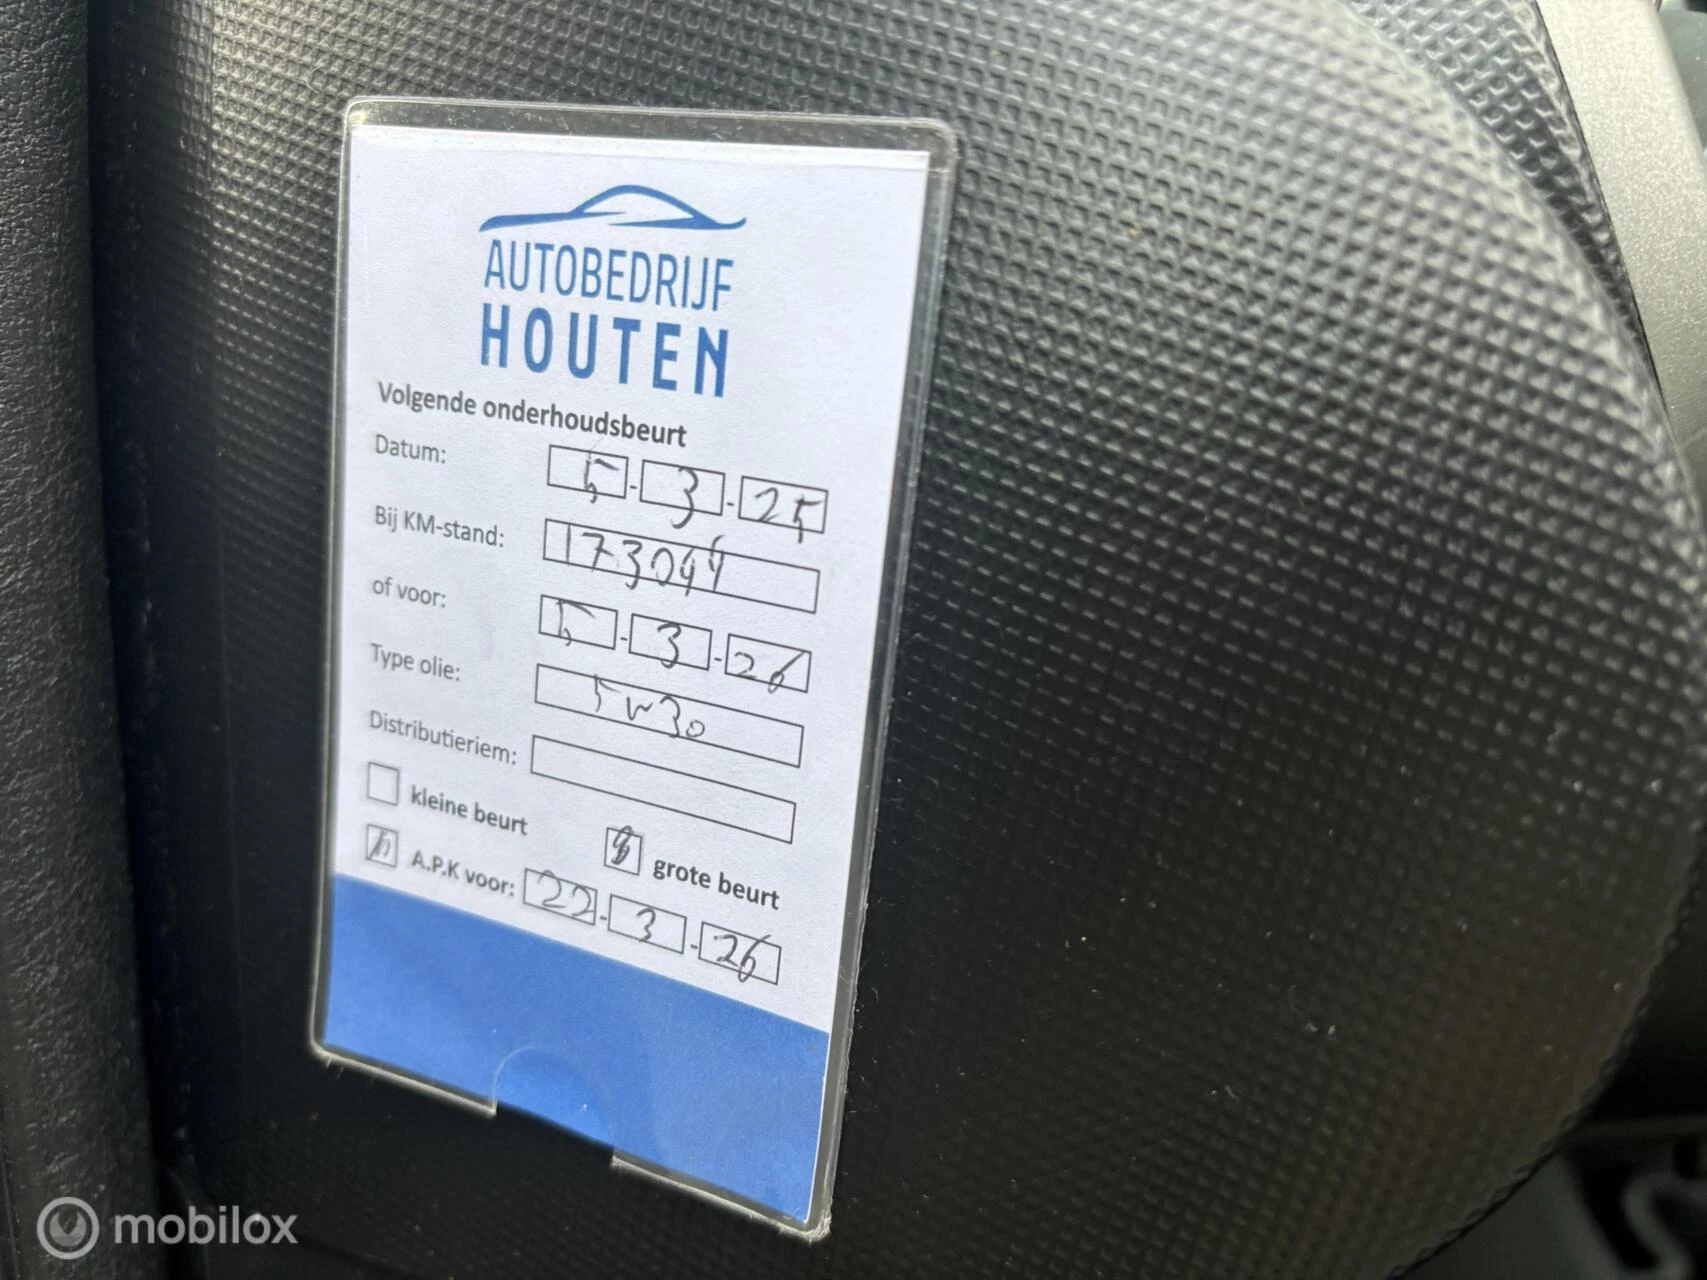 AUTOBEDRIJF
HOUTEN
Volgende onderhoudsbeurt
Datum: 5-3-25
Bij KM-stand: 173044
of voor: 5-3-26
Type olie: 5w30
Distributieriem:
kleine beurt grote beurt
A.P.K voor: 22-3-26
mobilox